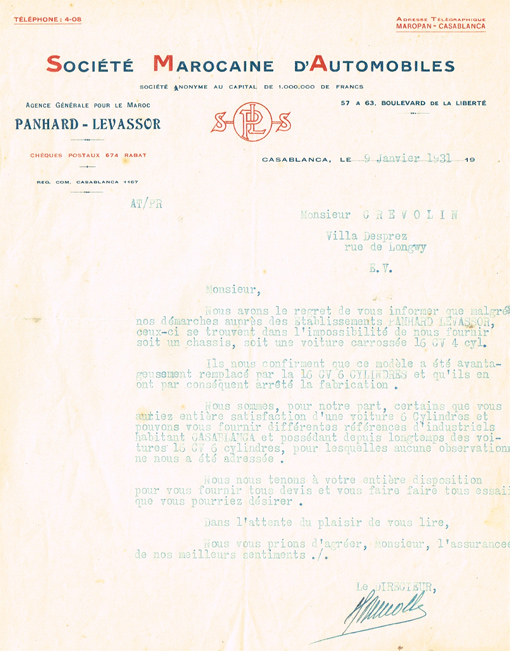 TÉLÉPHONE : 4-08
ADRESSE TÉLÉGRAPHIQUE
MAROPAN - CASABLANCA
SOCIÉTÉ MAROCAINE D'AUTOMOBILES
SOCIÉTÉ ANONYME AU CAPITAL DE 1.000.000 DE FRANCS
AGENCE GÉNÉRALE POUR LE MAROC
PANHARD - LEVASSOR
CHÈQUES POSTAUX 674 RABAT
REG. COM. CASABLANCA 1167
S PL S
57 A 63, BOULEVARD DE LA LIBERTÉ
CASABLANCA, LE 9 Janvier 1931 19
AT/PR
Monsieur GREVOLIN
Villa Desprez
rue de Longwy
E.V.
Monsieur,
Nous avons le regret de vous informer que malgré
nos démarches auprès des Etablissements PANHARD LEVASSOR,
ceux-ci se trouvent dans l'impossibilité de nous fournir
soit un chassis, soit une voiture carrossée 16 CV 4 cyl.
Ils nous confirment que ce modèle a été avanta-
geusement remplacé par la 16 CV 6 CYLINDRES et qu'ils en
ont par conséquent arrêté la fabrication .
Nous sommes, pour notre part, certains que vous
auriez entière satisfaction d'une voiture 6 Cylindres et
pouvons vous fournir différentes références d'industriels
habitant CASABLANCA et possédant depuis longtemps des voi-
tures 16 CV 6 cylindres, pour lesquelles aucune observation
ne nous a été adressée .
Nous nous tenons à votre entière disposition
pour vous fournir tous devis et vous faire faire tous essai
que vous pourriez désirer .
Dans l'attente du plaisir de vous lire,
Nous vous prions d'agréer, Monsieur, l'assurance
de nos meilleurs sentiments ./.
Le DIRECTEUR,